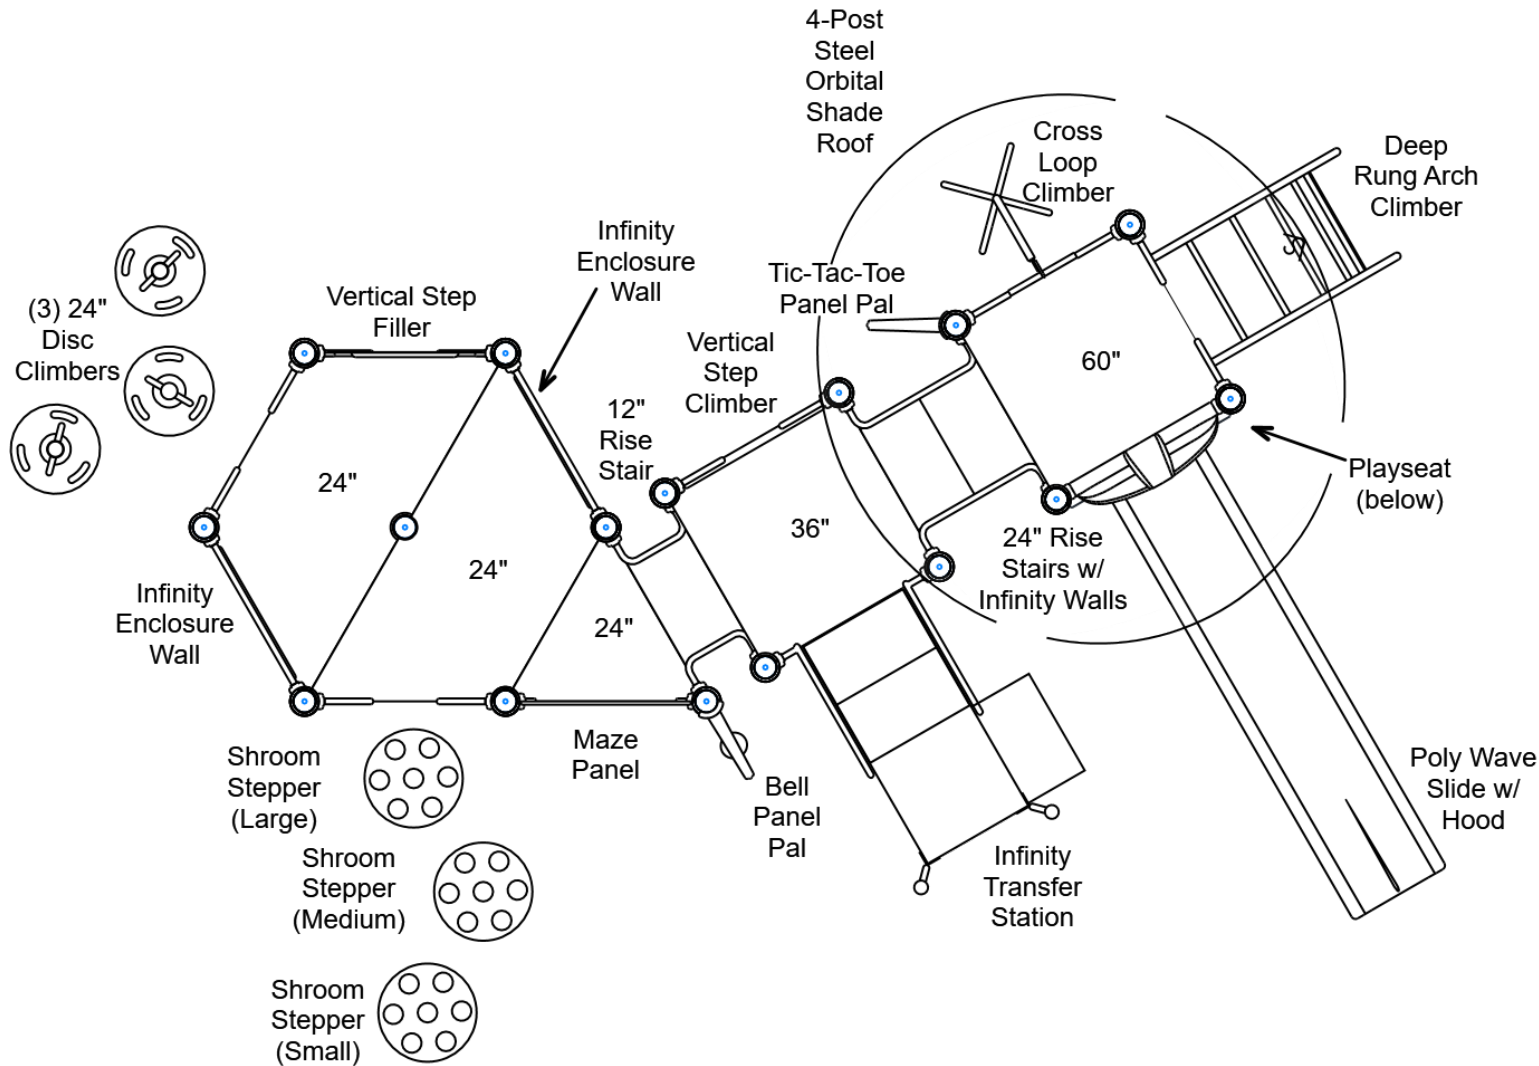 4-Post
Steel
Orbital
Shade
Roof
Cross
Loop
Climber
Deep
Rung Arch
Climber
Infinity
Enclosure
Wall
Tic-Tac-Toe
Panel Pal
(3) 24"
Disc
Climbers
Vertical Step
Filler
Vertical
Step
Climber
60"
12"
Rise
Stair
24"
36"
Playseat
(below)
24" Rise
Stairs w/
Infinity Walls
24"
Infinity
Enclosure
Wall
24"
Shroom
Stepper
(Large)
Maze
Panel
Bell
Panel
Pal
Poly Wave
Slide w/
Hood
Shroom
Stepper
(Medium)
Infinity
Transfer
Station
Shroom
Stepper
(Small)